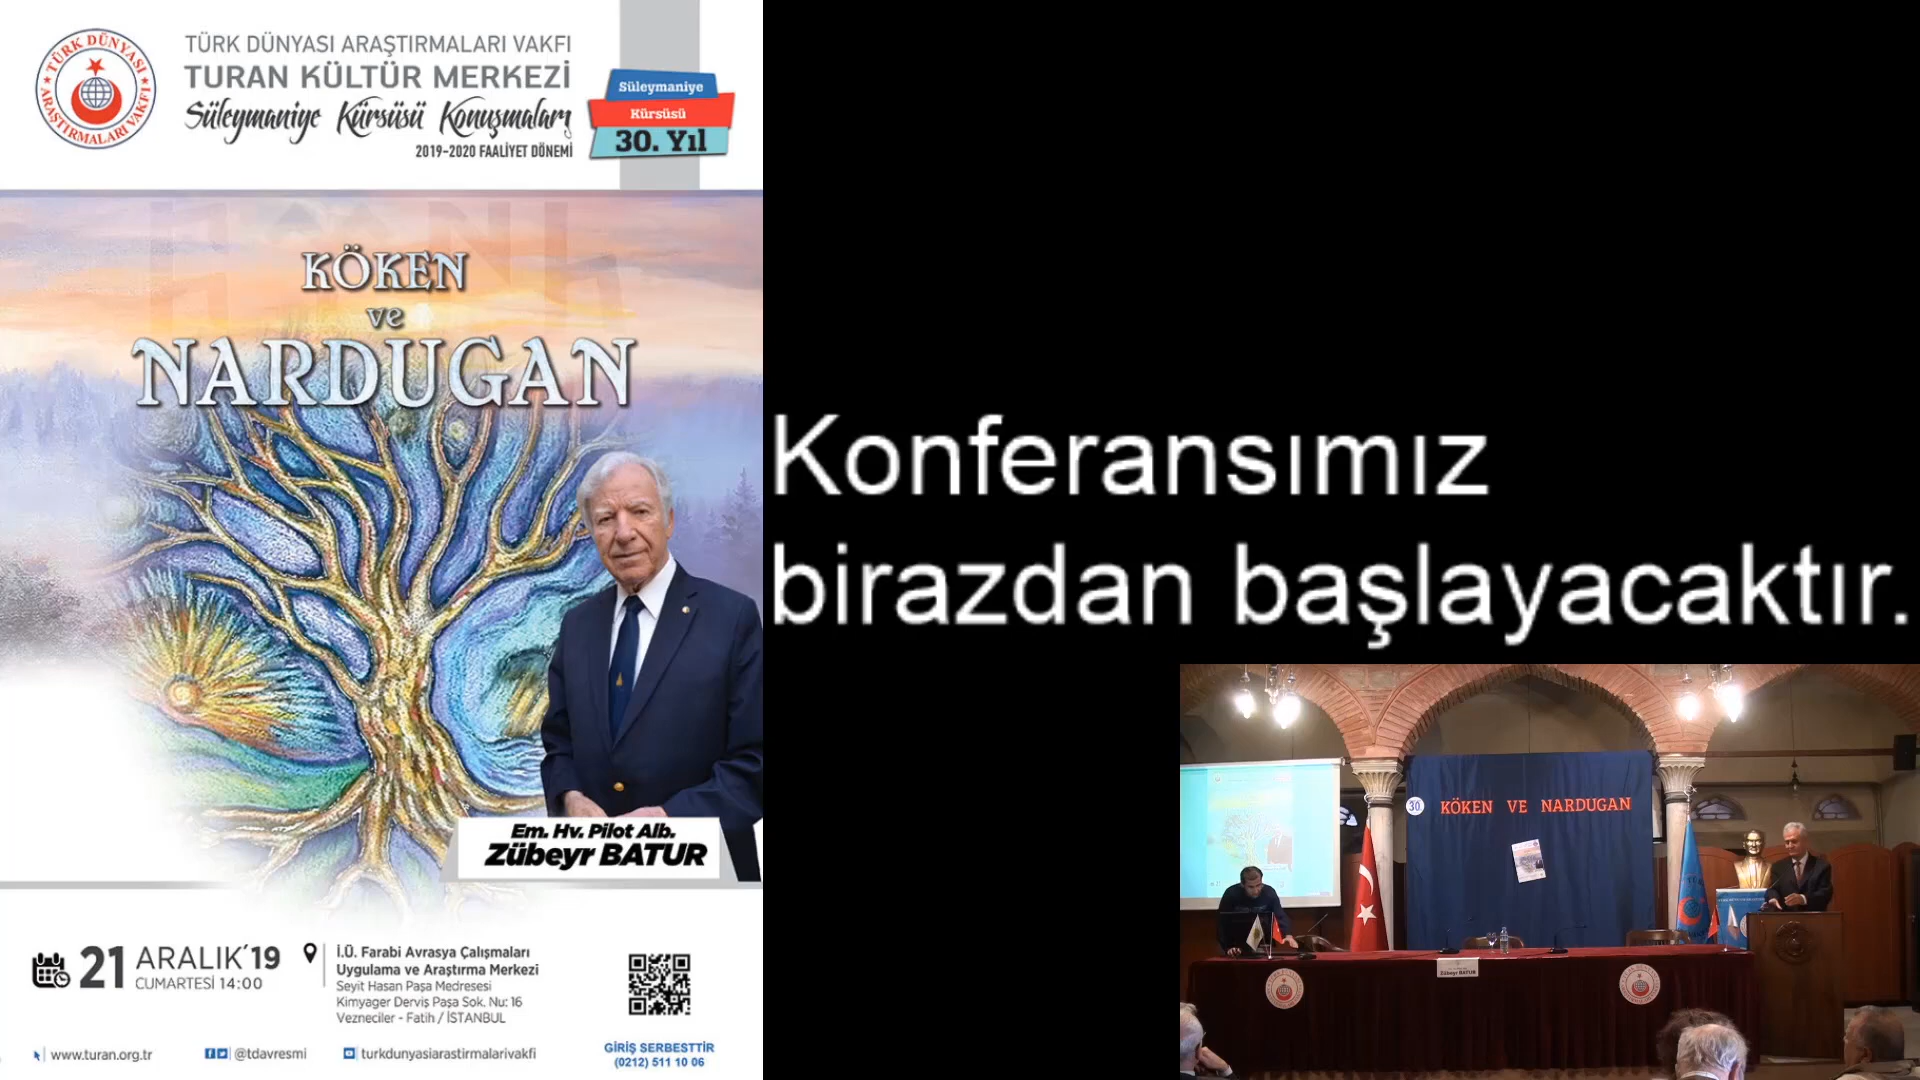 TÜRK DÜNYASI
ARAŞTIRMALARI VAKFI
TÜRK DÜNYASI ARAŞTIRMALARI VAKFI
TURAN KÜLTÜR MERKEZİ
Süleymaniye Kürsüsü Konuşmaları
2019-2020 FAALİYET DÖNEMİ
Süleymaniye
Kürsüsü
30. Yıl
KÖKEN
ve
NARDUGAN
Em. Hv. Pilot Alb.
Zübeyr BATUR
21 ARALIK'19
CUMARTESİ 14:00
İ.Ü. Farabi Avrasya Çalışmaları
Uygulama ve Araştırma Merkezi
Seyit Hasan Paşa Medresesi
Kimyager Derviş Paşa Sok. Nu: 16
Vezneciler - Fatih / İSTANBUL
www.turan.org.tr
@tdavresmi
turkdunyasiarastirmalarivakfi
GİRİŞ SERBESTTİR
(0212) 511 10 06
Konferansımız
birazdan başlayacaktır.
30
KÖKEN VE NARDUGAN
Zübeyr BATUR